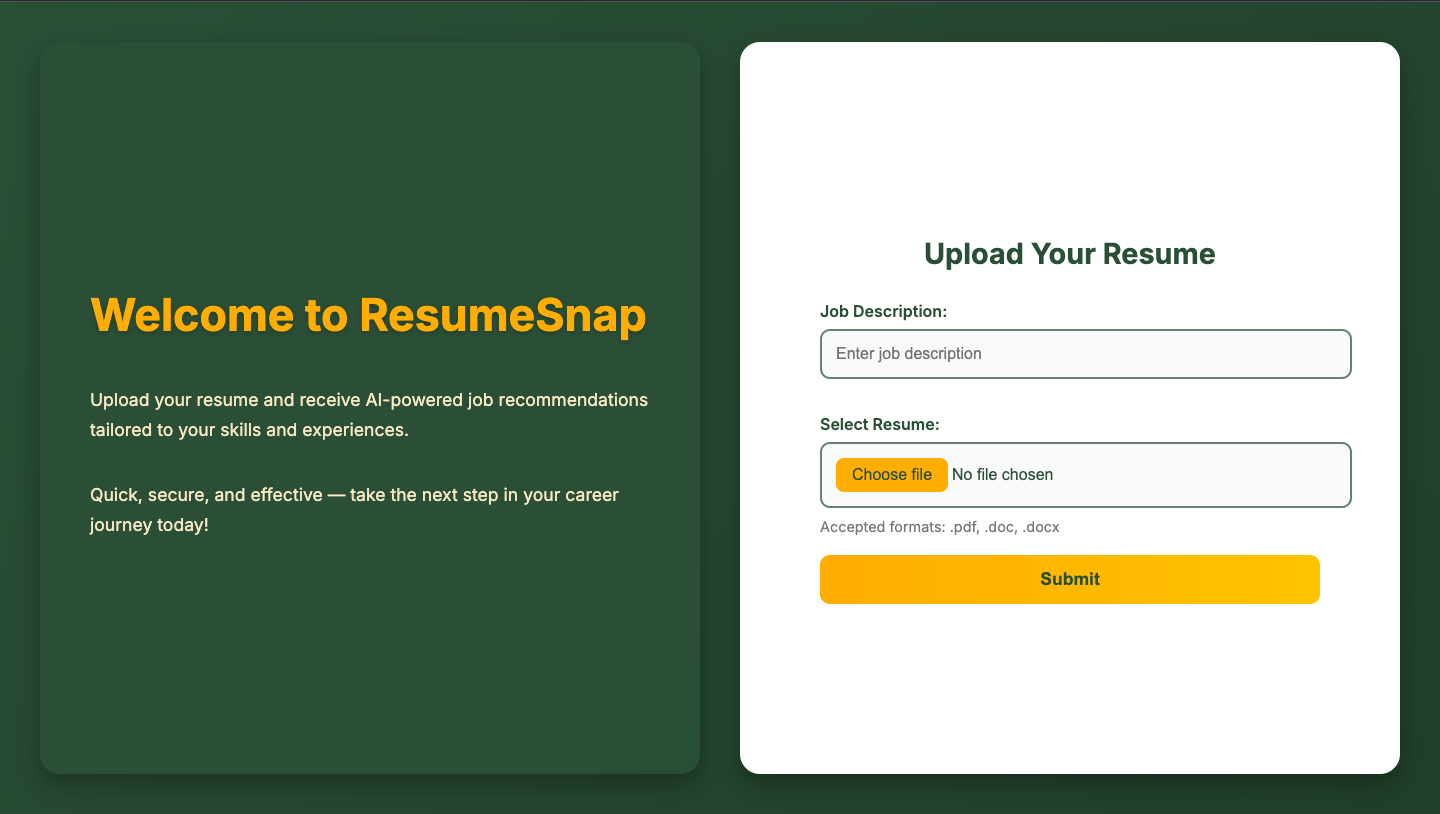 Welcome to ResumeSnap
Upload your resume and receive AI-powered job recommendations
tailored to your skills and experiences.
Quick, secure, and effective — take the next step in your career
journey today!
Upload Your Resume
Job Description:
Enter job description
Select Resume:
Choose file No file chosen
Accepted formats: .pdf, .doc, .docx
Submit